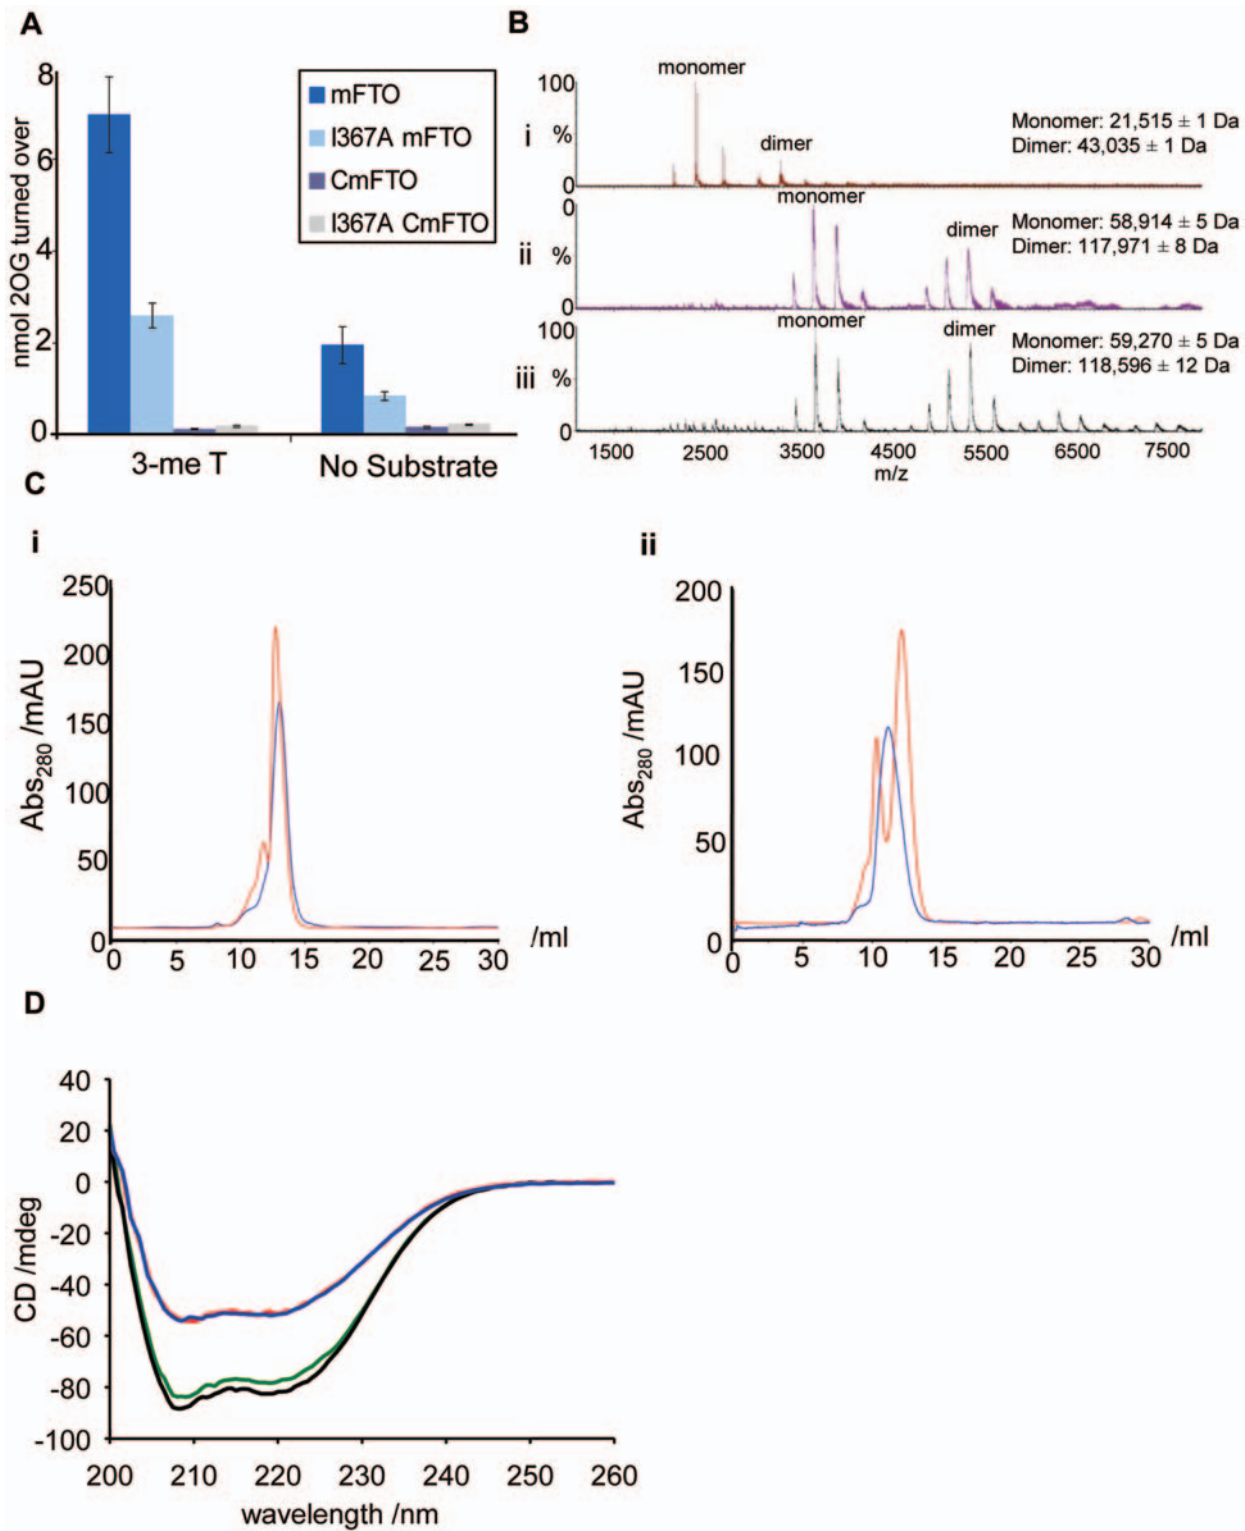 A
8
6
4
2
0
nmol 2OG turned over
mFTO
I367A mFTO
CmFTO
I367A CmFTO
3-me T
No Substrate
B
monomer
100
i
%
dimer
0
Monomer: 21,515 ± 1 Da
Dimer: 43,035 ± 1 Da
monomer
0
ii
%
dimer
0
Monomer: 58,914 ± 5 Da
Dimer: 117,971 ± 8 Da
monomer
100
iii
%
dimer
0
Monomer: 59,270 ± 5 Da
Dimer: 118,596 ± 12 Da
1500 2500 3500 4500 5500 6500 7500
m/z
C
i
250
200
150
100
50
0
Abs280 /mAU
0 5 10 15 20 25 30
/ml
ii
200
150
100
50
0
Abs280 /mAU
0 5 10 15 20 25 30
/ml
D
40
20
0
-20
-40
-60
-80
-100
CD /mdeg
200 210 220 230 240 250 260
wavelength /nm